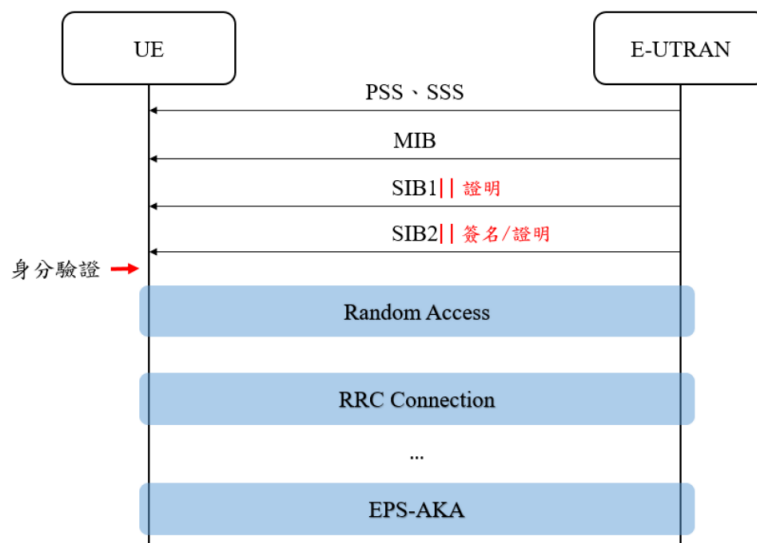 UE
E-UTRAN
PSS、SSS
MIB
SIB1|| 證明
SIB2|| 簽名/證明
身分驗證
Random Access
RRC Connection
...
EPS-AKA